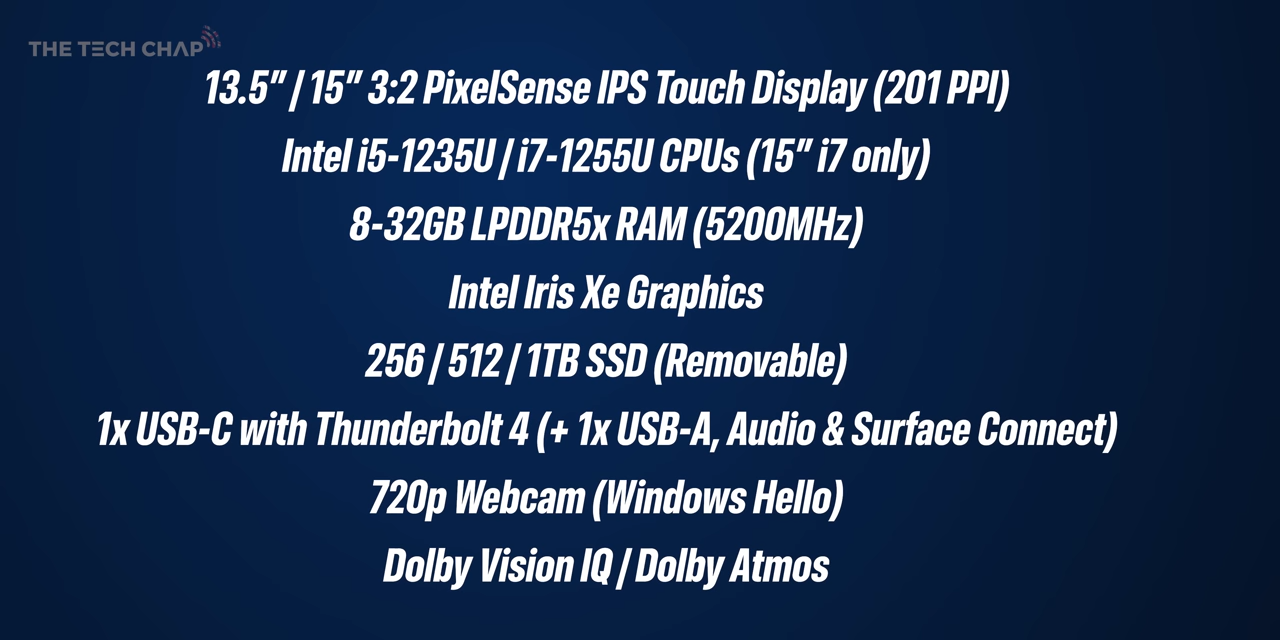 THE TECH CHAP
13.5" / 15" 3:2 PixelSense IPS Touch Display (201 PPI)
Intel i5-1235U / i7-1255U CPUs (15" i7 only)
8-32GB LPDDR5x RAM (5200MHz)
Intel Iris Xe Graphics
256 / 512 / 1TB SSD (Removable)
1x USB-C with Thunderbolt 4 (+ 1x USB-A, Audio & Surface Connect)
720p Webcam (Windows Hello)
Dolby Vision IQ / Dolby Atmos